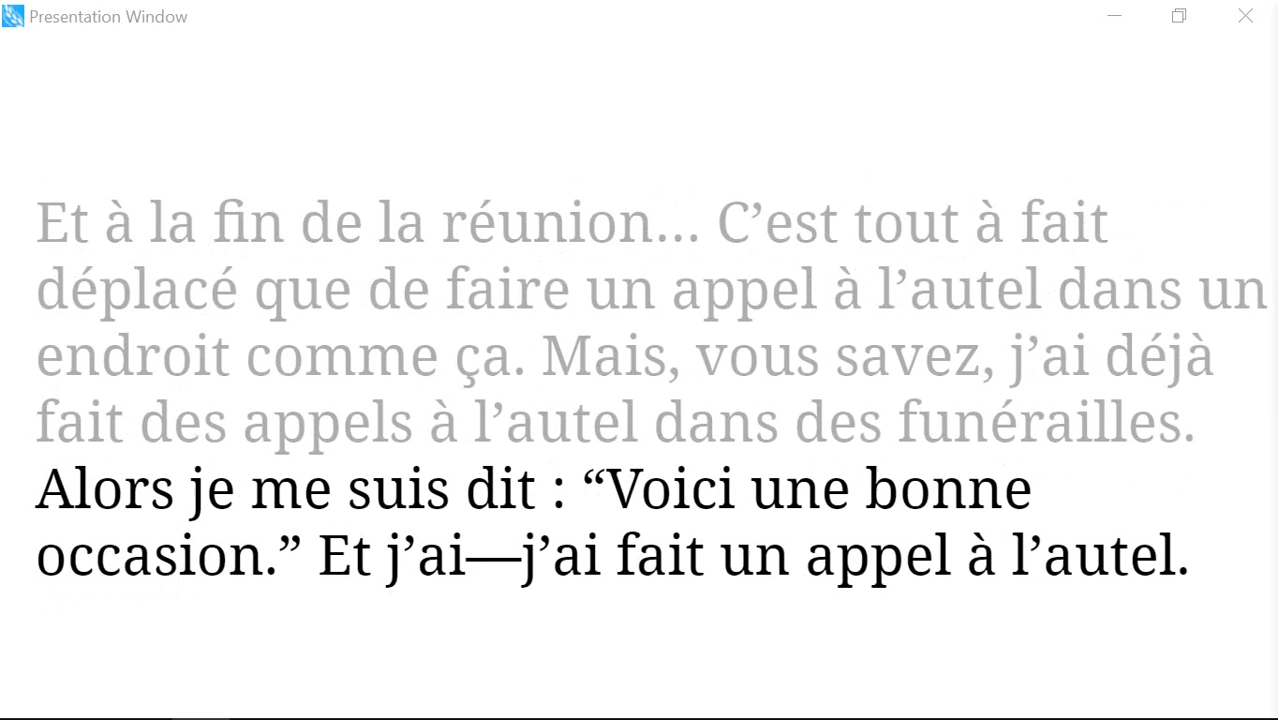 Presentation Window
Et à la fin de la réunion… C’est tout à fait
déplacé que de faire un appel à l’autel dans un
endroit comme ça. Mais, vous savez, j’ai déjà
fait des appels à l’autel dans des funérailles.
Alors je me suis dit : “Voici une bonne
occasion.” Et j’ai—j’ai fait un appel à l’autel.